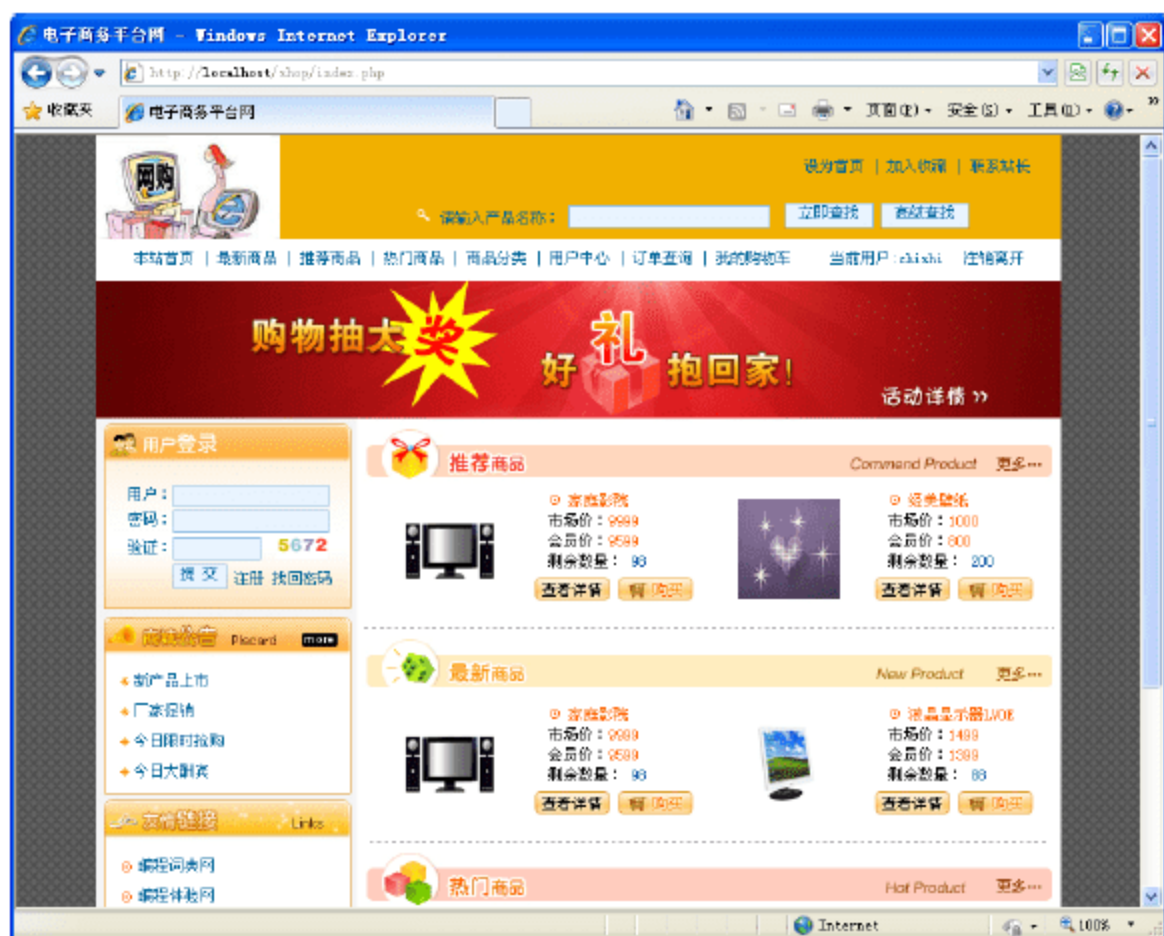 电子商务平台网 - Windows Internet Explorer
http://localhost/shop/index.php
收藏夹 电子商务平台网 页面(P) 安全(S) 工具(O) »
网购
设为首页 | 加入收藏 | 联系站长
请输入产品名称： 立即查找 高级查找
本站首页 | 最新商品 | 推荐商品 | 热门商品 | 商品分类 | 用户中心 | 订单查询 | 我的购物车 当前用户: 注销离开
购物抽大奖
好礼抱回家!
活动详情 »
用户登录
用户：
密码：
验证： 5672
提交 注册 找回密码
商城公告 Placard more
新产品上市
厂家促销
今日限时抢购
今日大酬宾
友情链接 Links
编程词典网
编程体验网
推荐商品 Commend Product 更多…
家庭影院
市场价：9999
会员价：9599
剩余数量： 98
查看详情 购买
绝美壁纸
市场价：1000
会员价：800
剩余数量： 200
查看详情 购买
最新商品 New Product 更多…
家庭影院
市场价：9999
会员价：9599
剩余数量： 98
查看详情 购买
液晶显示器LVOE
市场价：1499
会员价：1399
剩余数量： 88
查看详情 购买
热门商品 Hot Product 更多…
Internet 100%